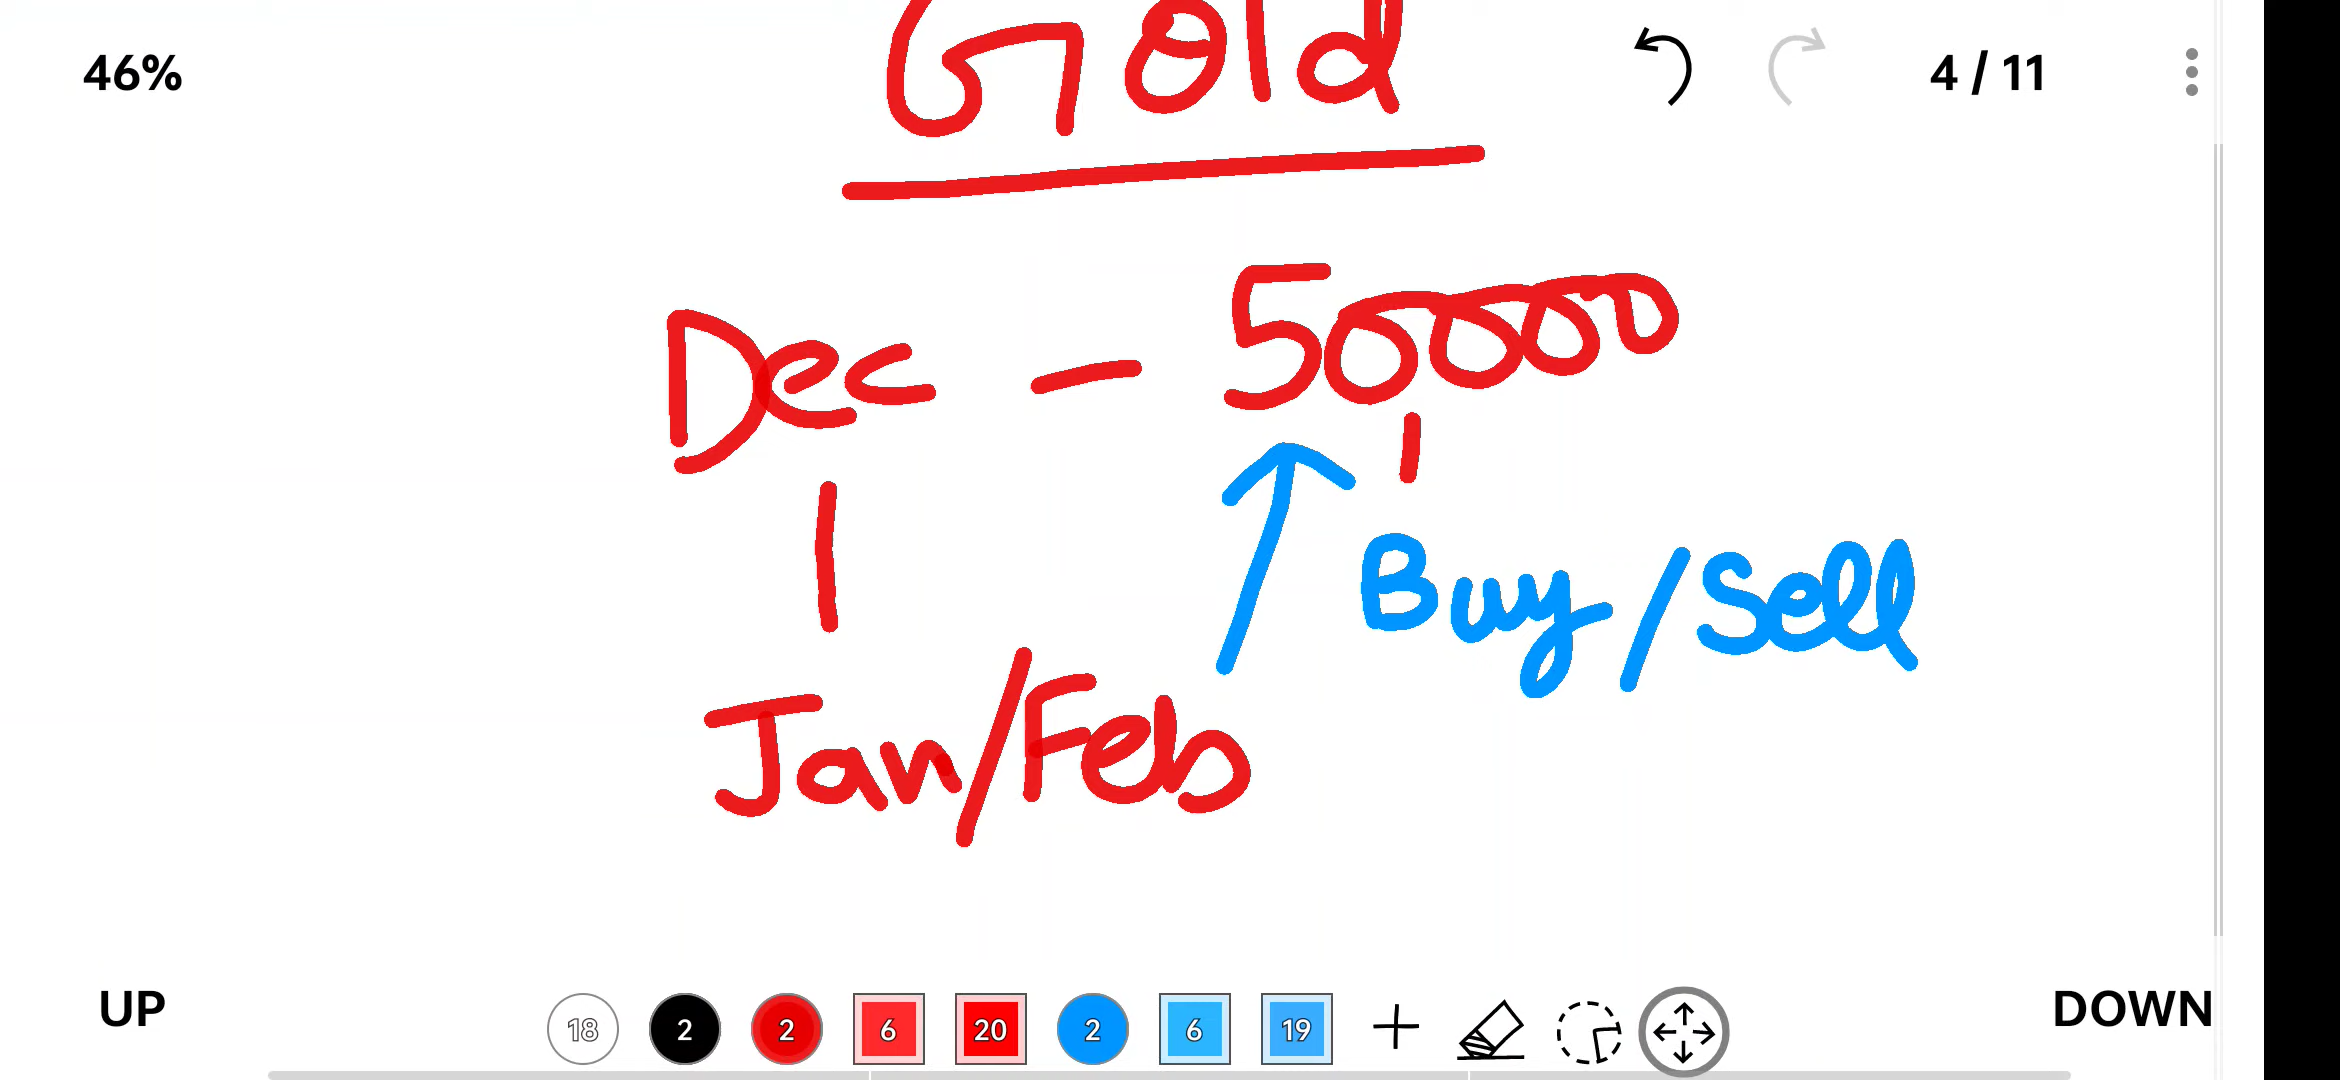 46%
Gold
4 / 11
Dec - 50000
Buy/Sell
Jan/Feb
UP
18 2 2 6 20 2 6 19
DOWN